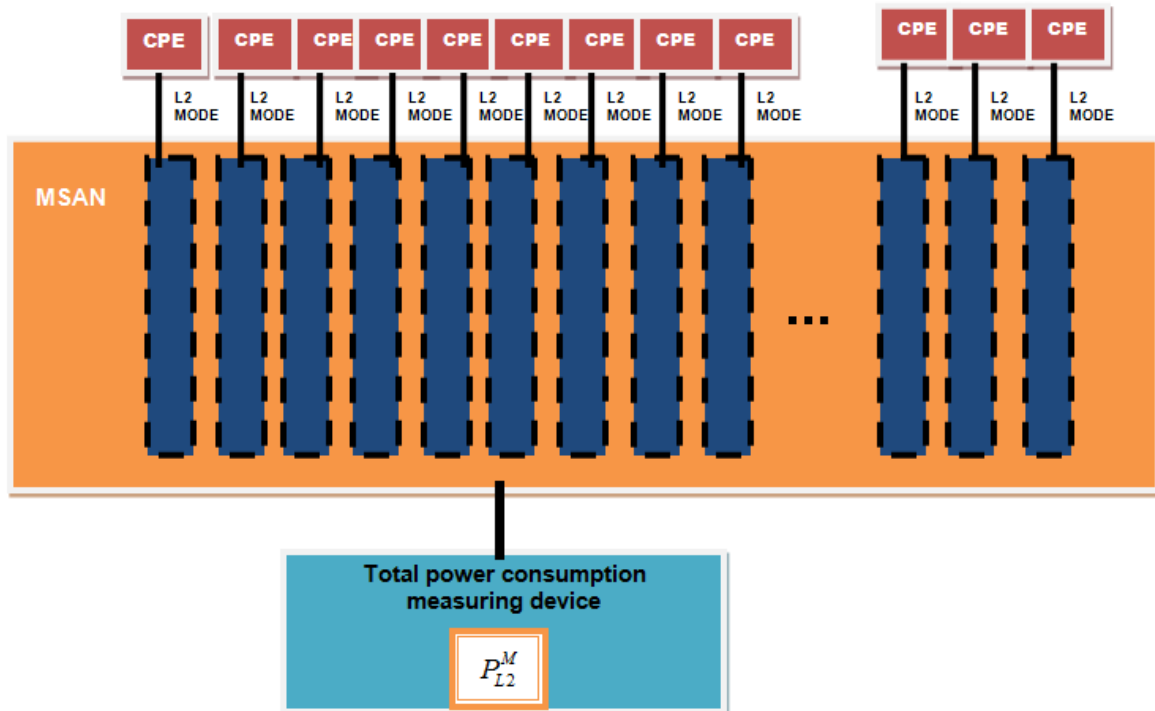 CPE CPE CPE CPE CPE CPE CPE CPE CPE CPE CPE CPE
L2 L2 L2 L2 L2 L2 L2 L2 L2 L2 L2 L2
MODE MODE MODE MODE MODE MODE MODE MODE MODE MODE MODE MODE
MSAN
...
Total power consumption
measuring device
P_{L2}^{M}